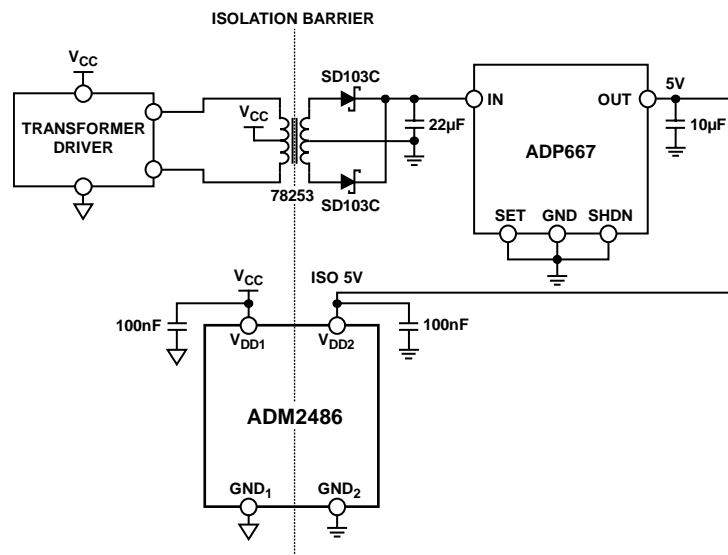 ISOLATION BARRIER
VCC
TRANSFORMER
DRIVER
VCC
78253
SD103C
SD103C
22µF
IN
OUT
ADP667
SET
GND
SHDN
5V
10µF
VCC
ISO 5V
100nF
100nF
VDD1
VDD2
ADM2486
GND1
GND2